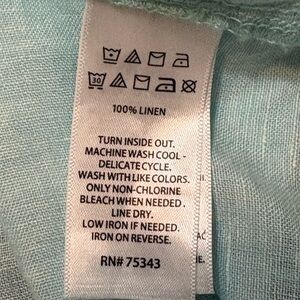 30
100% LINEN
TURN INSIDE OUT.
MACHINE WASH COOL -
DELICATE CYCLE.
WASH WITH LIKE COLORS.
ONLY NON-CHLORINE
BLEACH WHEN NEEDED.
LINE DRY.
LOW IRON IF NEEDED.
IRON ON REVERSE.
RN# 75343